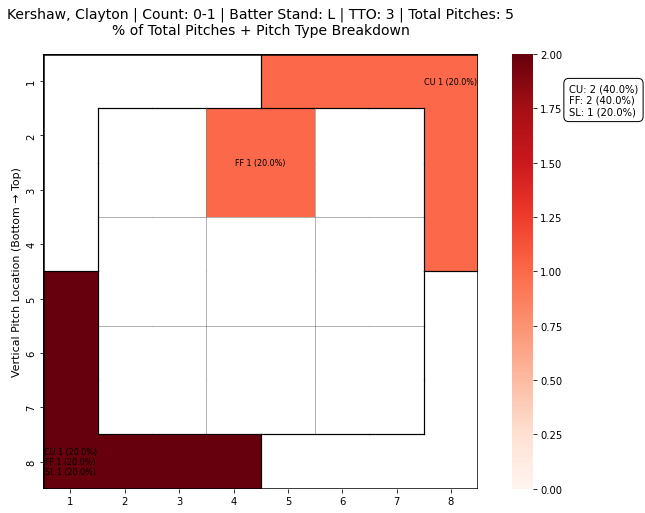 Kershaw, Clayton | Count: 0-1 | Batter Stand: L | TTO: 3 | Total Pitches: 5
% of Total Pitches + Pitch Type Breakdown
Vertical Pitch Location (Bottom → Top)
1
2
3
4
5
6
7
8
CU 1 (20.0%)
FF 1 (20.0%)
CU 1 (20.0%)
FF 1 (20.0%)
SL 1 (20.0%)
1
2
3
4
5
6
7
8
2.00
1.75
1.50
1.25
1.00
0.75
0.50
0.25
0.00
CU: 2 (40.0%)
FF: 2 (40.0%)
SL: 1 (20.0%)